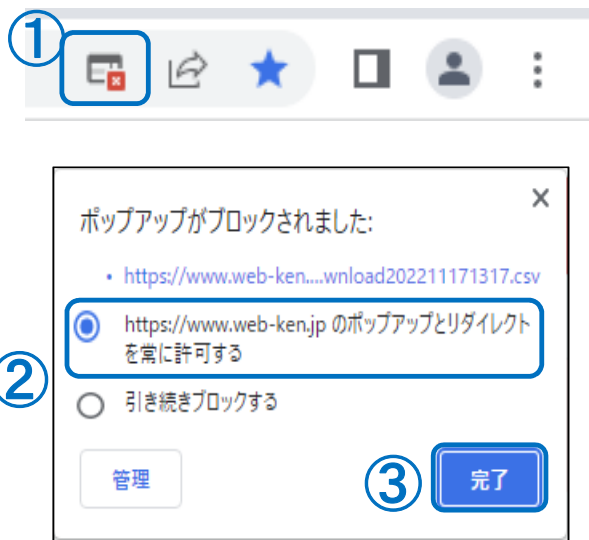 ①
ポップアップがブロックされました:
• https://www.web-ken....wnload202211171317.csv
https://www.web-ken.jp のポップアップとリダイレクト
を常に許可する
②
引き続きブロックする
管理
③
完了